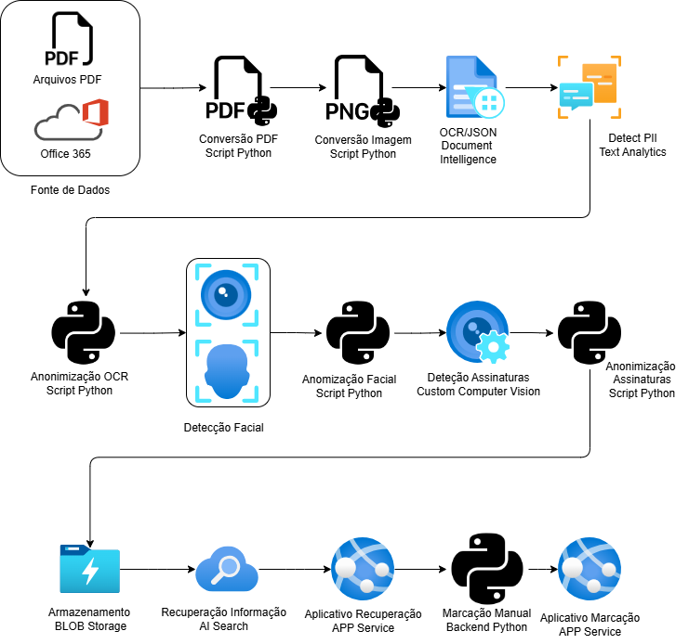 PDF
Arquivos PDF
Office 365
Fonte de Dados
PDF
Conversão PDF
Script Python
PNG
Conversão Imagem
Script Python
OCR/JSON
Document
Intelligence
Detect PII
Text Analytics
Anonimização OCR
Script Python
Detecção Facial
Anomização Facial
Script Python
Deteção Assinaturas
Custom Computer Vision
Anonimização
Assinaturas
Script Python
Armazenamento
BLOB Storage
Recuperação Informação
AI Search
Aplicativo Recuperação
APP Service
Marcação Manual
Backend Python
Aplicativo Marcação
APP Service